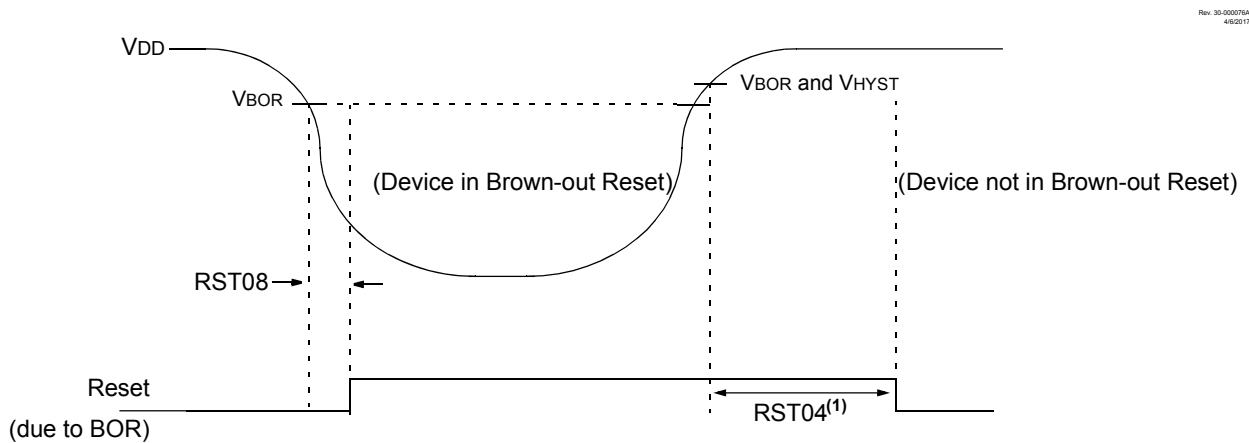 Rev. 30-000076A
4/6/2017
VDD
VBOR
VBOR and VHYST
(Device in Brown-out Reset)
(Device not in Brown-out Reset)
RST08
Reset
(due to BOR)
RST04(1)